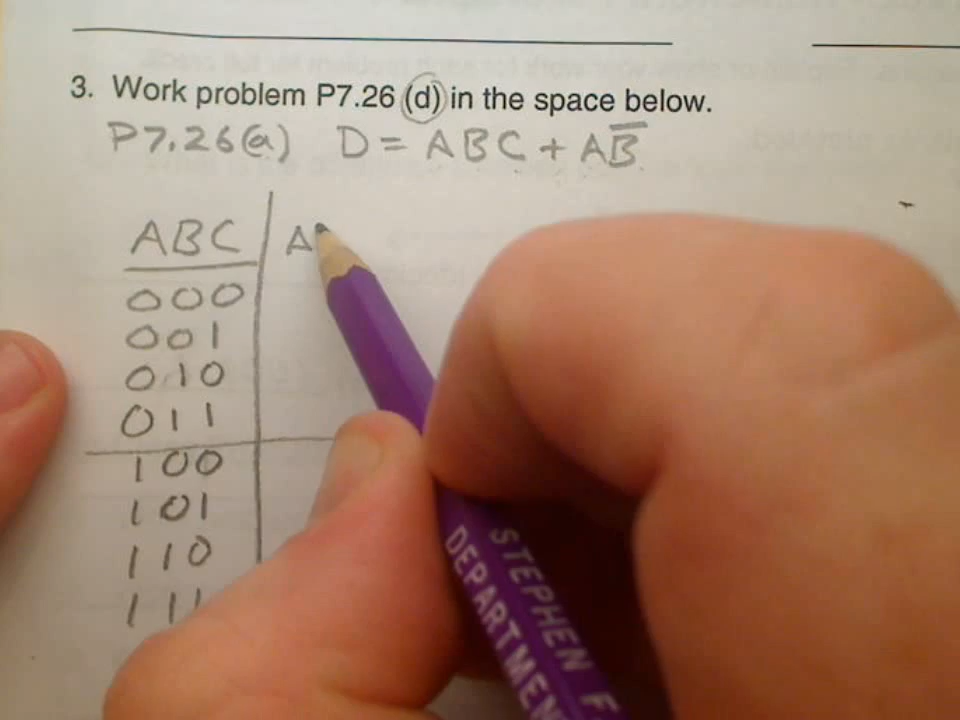 3. Work problem P7.26 (d) in the space below.
P7.26(a) D = ABC + AB̅
ABC A
000
001
010
011
100
101
110
111
STEPHEN F.
DEPARTMEN